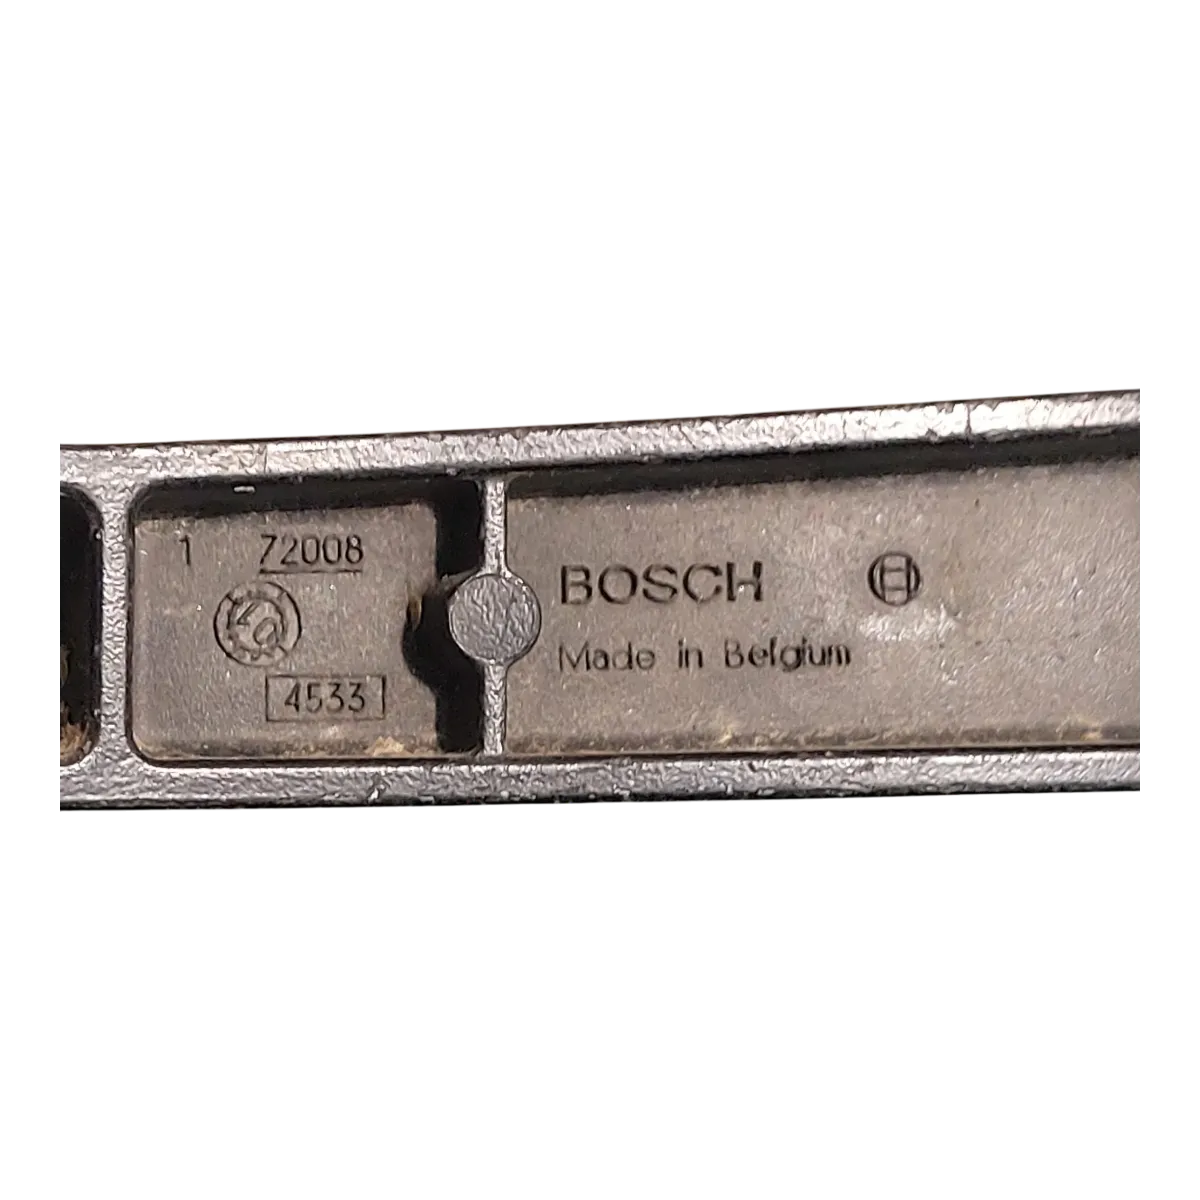 1 72008
4533
BOSCH
Made in Belgium